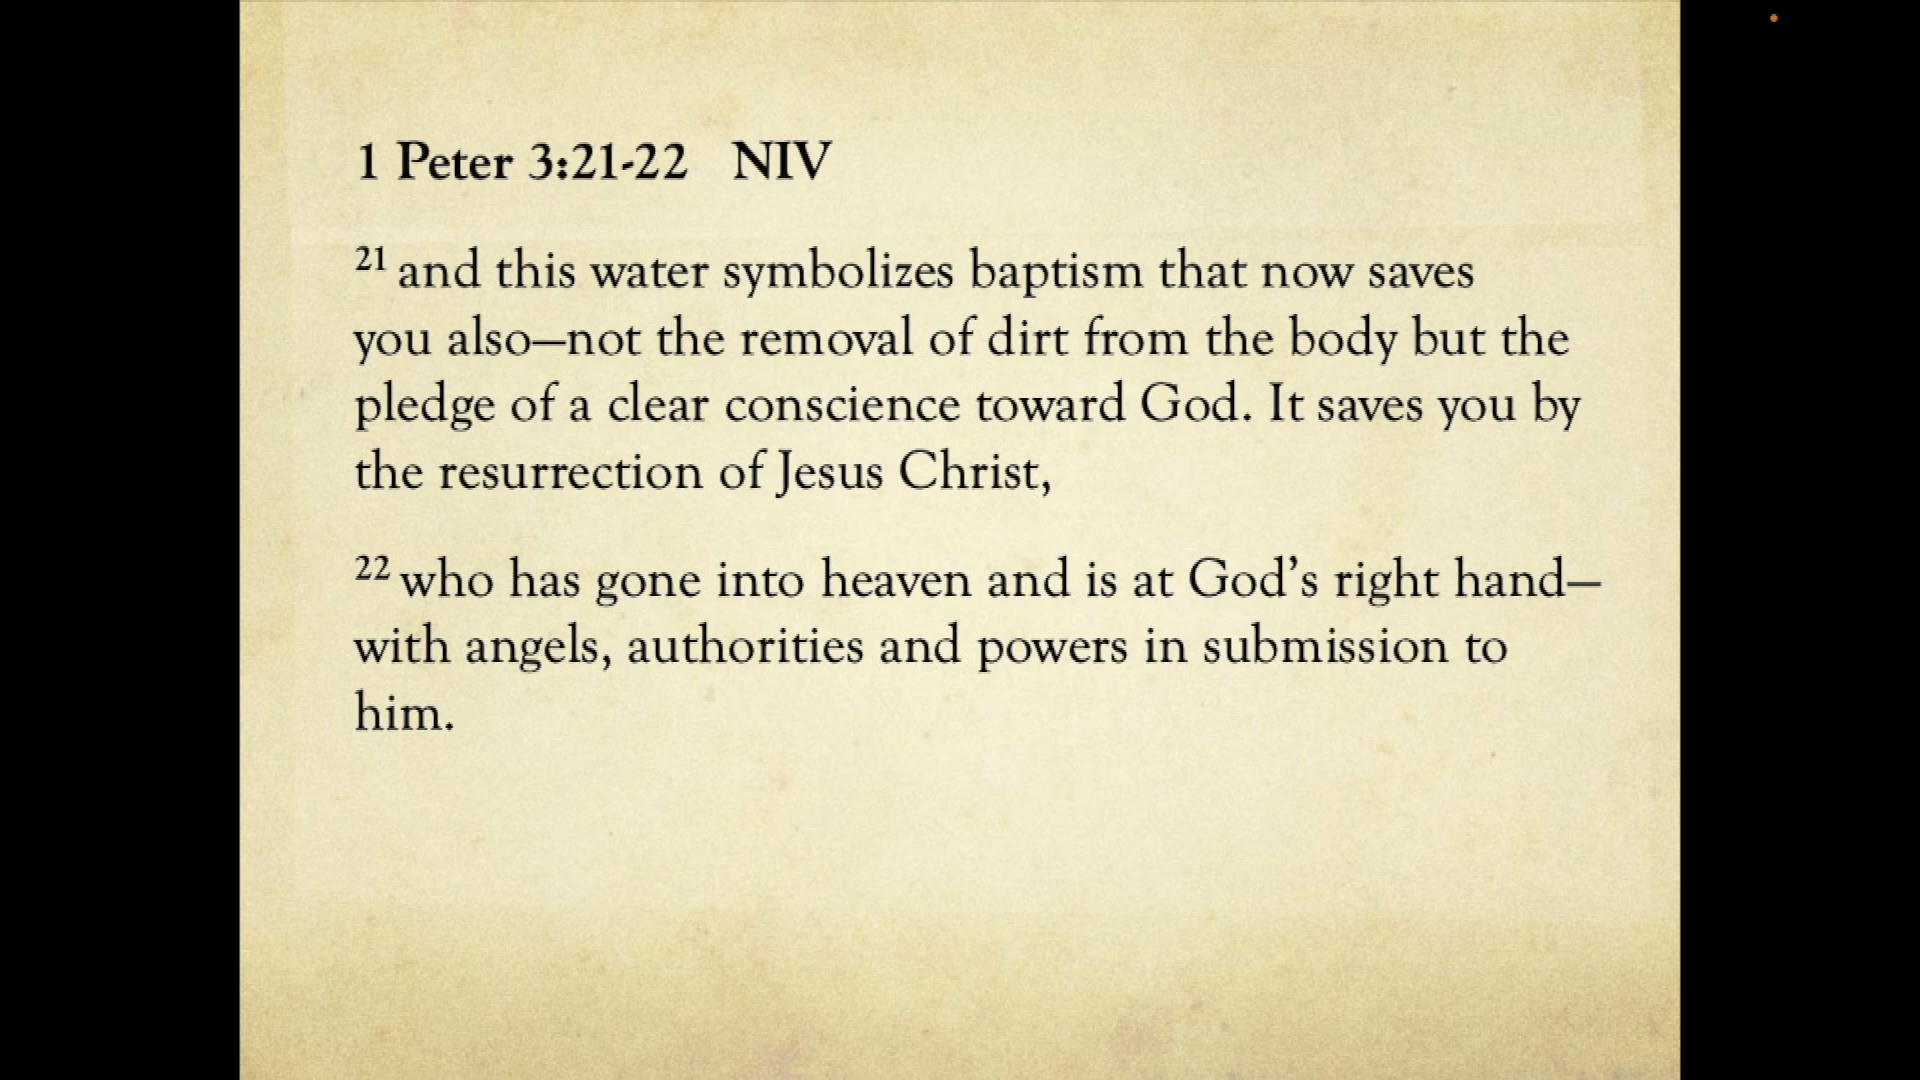 1 Peter 3:21-22 NIV
21 and this water symbolizes baptism that now saves
you also—not the removal of dirt from the body but the
pledge of a clear conscience toward God. It saves you by
the resurrection of Jesus Christ,
22 who has gone into heaven and is at God’s right hand—
with angels, authorities and powers in submission to
him.